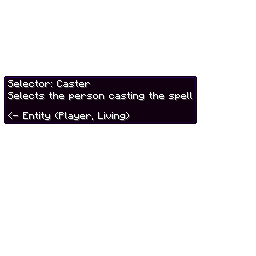 Selector: Caster
Selects the person casting the spell
<- Entity (Player, Living)